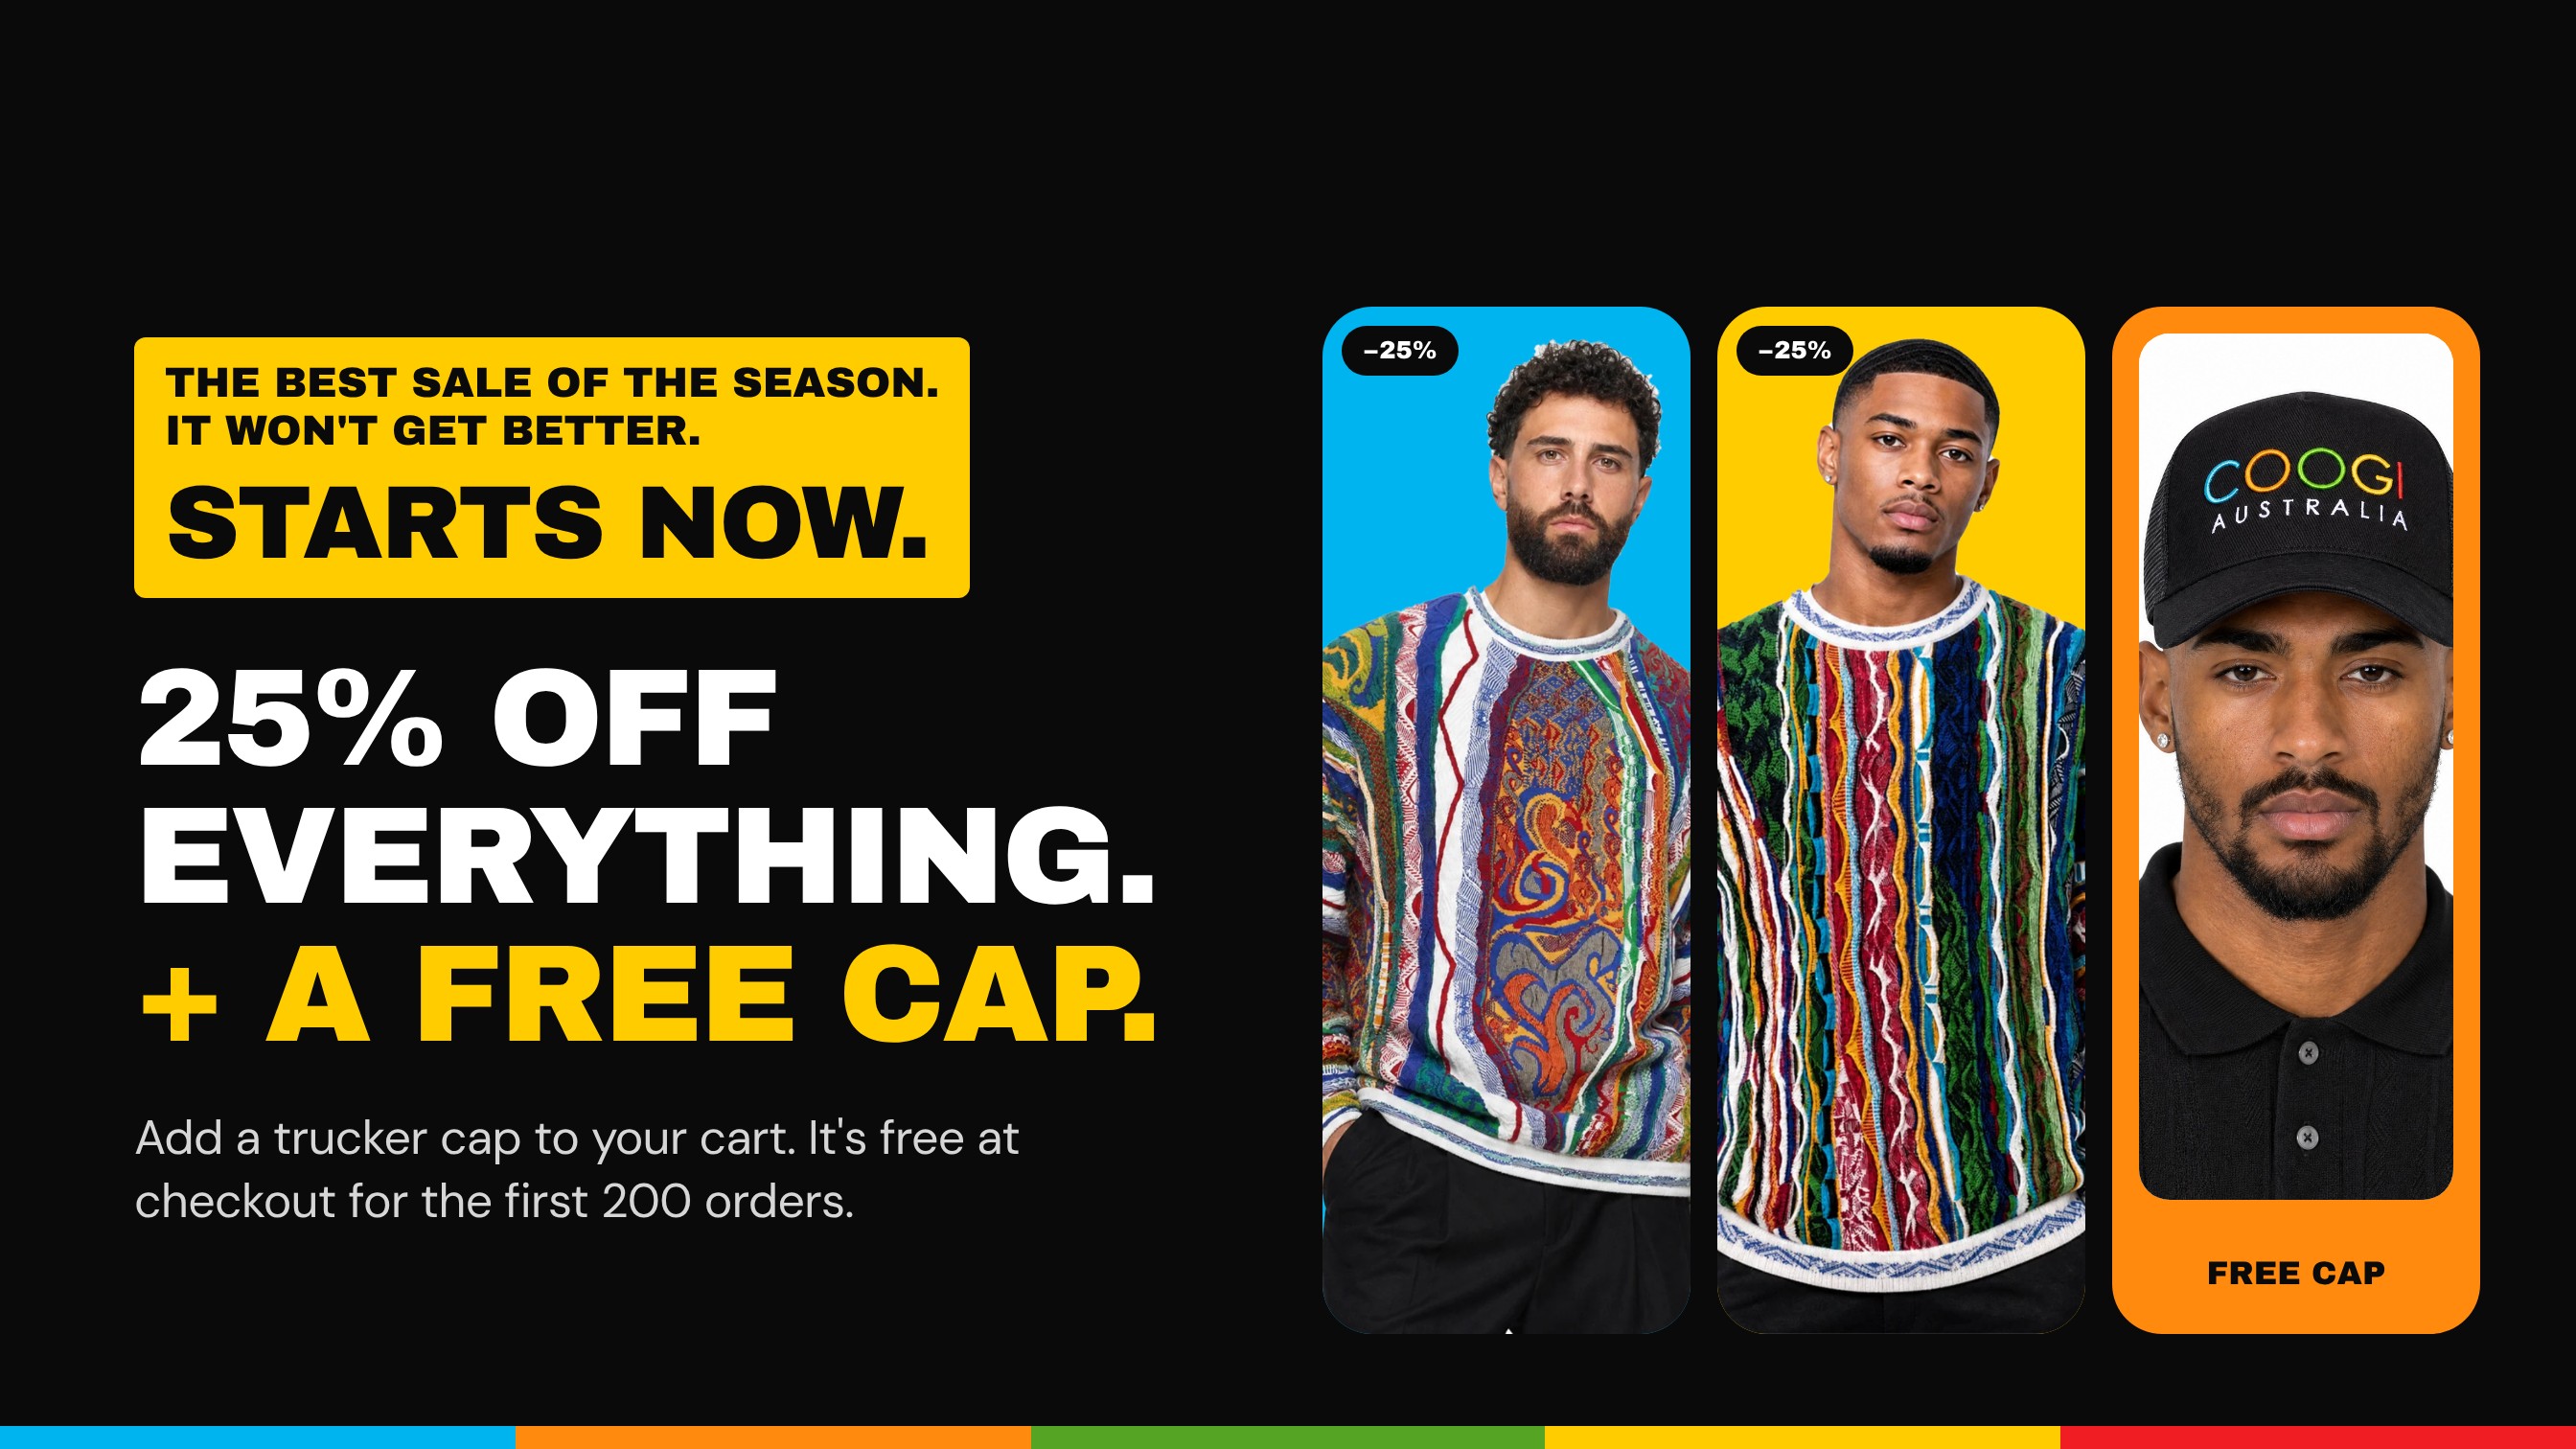 THE BEST SALE OF THE SEASON.
IT WON'T GET BETTER.
STARTS NOW.
25% OFF
EVERYTHING.
+ A FREE CAP.
Add a trucker cap to your cart. It's free at
checkout for the first 200 orders.
–25%
–25%
COOGI
AUSTRALIA
FREE CAP